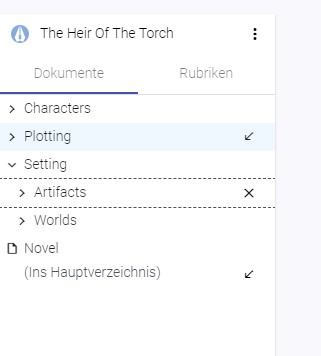 The Heir Of The Torch
Dokumente Rubriken
Characters
Plotting
Setting
Artifacts
Worlds
Novel
(Ins Hauptverzeichnis)